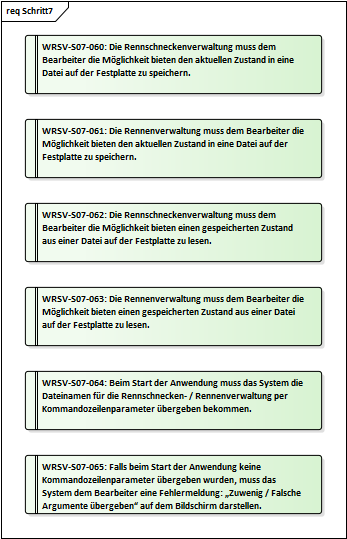 req Schritt7
WRSV-S07-060: Die Rennschneckenverwaltung muss dem
Bearbeiter die Möglichkeit bieten den aktuellen Zustand in eine
Datei auf der Festplatte zu speichern.
WRSV-S07-061: Die Rennenverwaltung muss dem Bearbeiter die
Möglichkeit bieten den aktuellen Zustand in eine Datei auf der
Festplatte zu speichern.
WRSV-S07-062: Die Rennschneckenverwaltung muss dem
Bearbeiter die Möglichkeit bieten einen gespeicherten Zustand
aus einer Datei auf der Festplatte zu lesen.
WRSV-S07-063: Die Rennenverwaltung muss dem Bearbeiter die
Möglichkeit bieten einen gespeicherten Zustand aus einer Datei
auf der Festplatte zu lesen.
WRSV-S07-064: Beim Start der Anwendung muss das System die
Dateinamen für die Rennschnecken- / Rennenverwaltung per
Kommandozeilenparameter übergeben bekommen.
WRSV-S07-065: Falls beim Start der Anwendung keine
Kommandozeilenparameter übergeben wurden, muss das
System dem Bearbeiter eine Fehlermeldung: „Zuwenig / Falsche
Argumente übergeben“ auf dem Bildschirm darstellen.